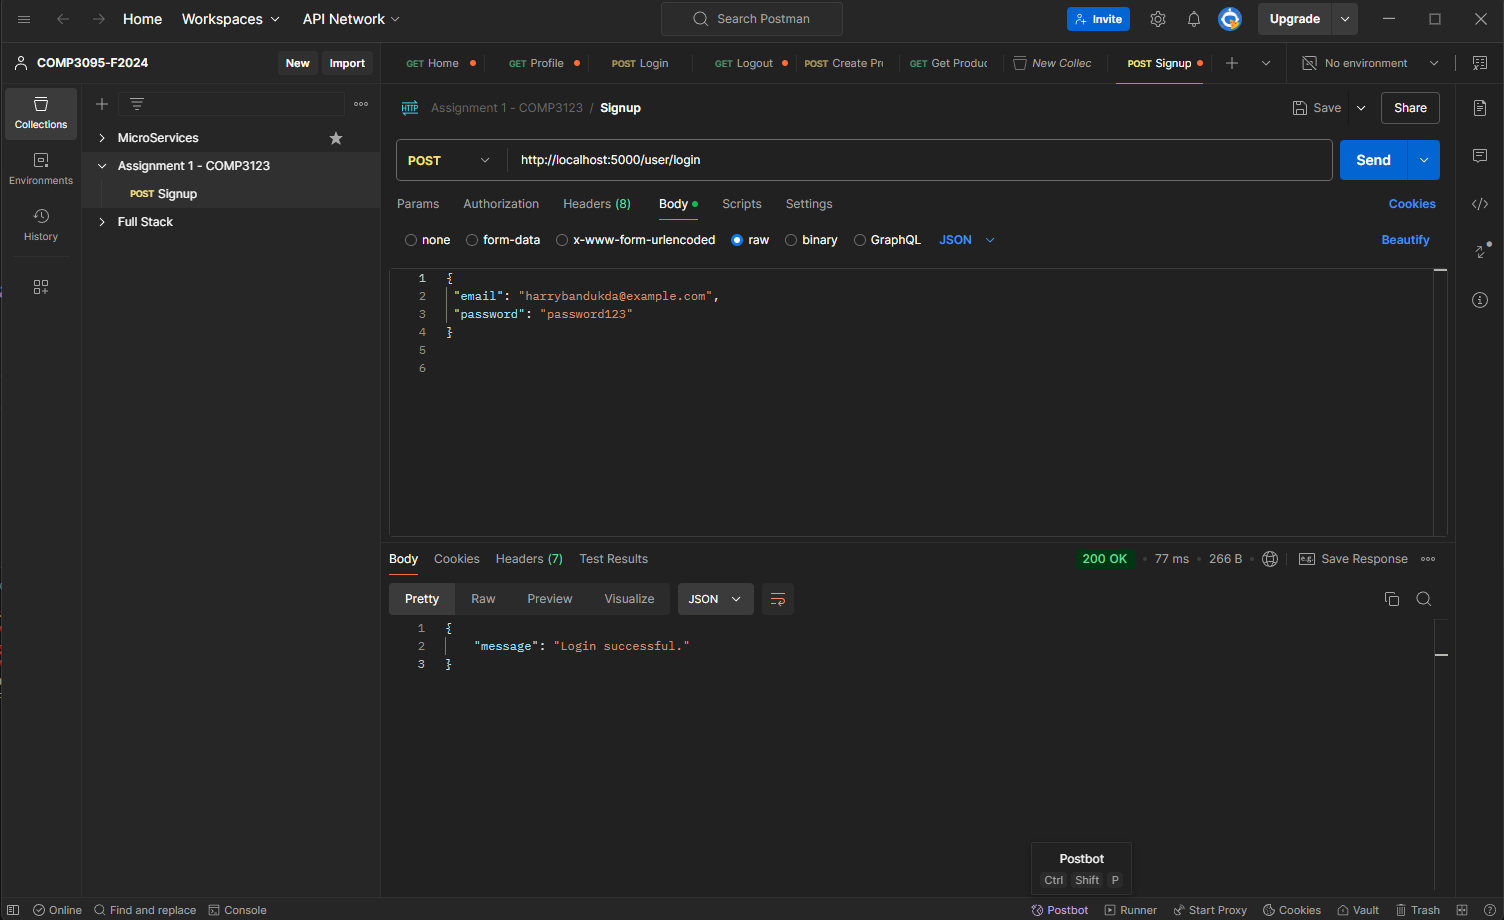 Home Workspaces API Network Search Postman Invite Upgrade
COMP3095-F2024 New Import
GET Home GET Profile POST Login GET Logout POST Create Pr GET Get Produc New Collec POST Signup No environment
Collections
Environments
History
MicroServices
Assignment 1 - COMP3123
POST Signup
Full Stack
HTTP Assignment 1 - COMP3123 / Signup Save Share
POST http://localhost:5000/user/login Send
Params Authorization Headers (8) Body Scripts Settings Cookies
none form-data x-www-form-urlencoded raw binary GraphQL JSON Beautify
1 {
2 "email": "harrybandukda@example.com",
3 "password": "password123"
4 }
5
6
Body Cookies Headers (7) Test Results 200 OK 77 ms 266 B e.g. Save Response
Pretty Raw Preview Visualize JSON
1 {
2 "message": "Login successful."
3 }
Postbot
Ctrl Shift P
Online Find and replace Console Postbot Runner Start Proxy Cookies Vault Trash